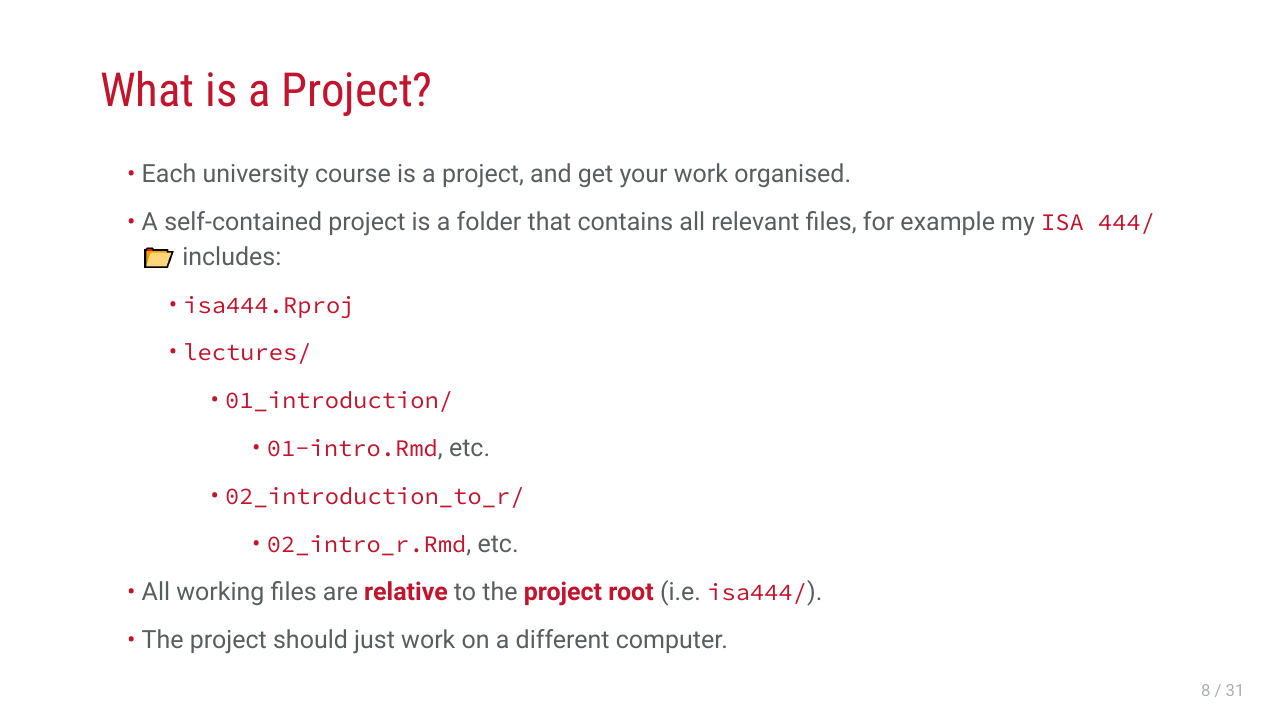 What is a Project?
• Each university course is a project, and get your work organised.
• A self-contained project is a folder that contains all relevant files, for example my ISA 444/
includes:
• isa444.Rproj
• lectures/
• 01_introduction/
• 01-intro.Rmd, etc.
• 02_introduction_to_r/
• 02_intro_r.Rmd, etc.
• All working files are relative to the project root (i.e. isa444/).
• The project should just work on a different computer.
8 / 31